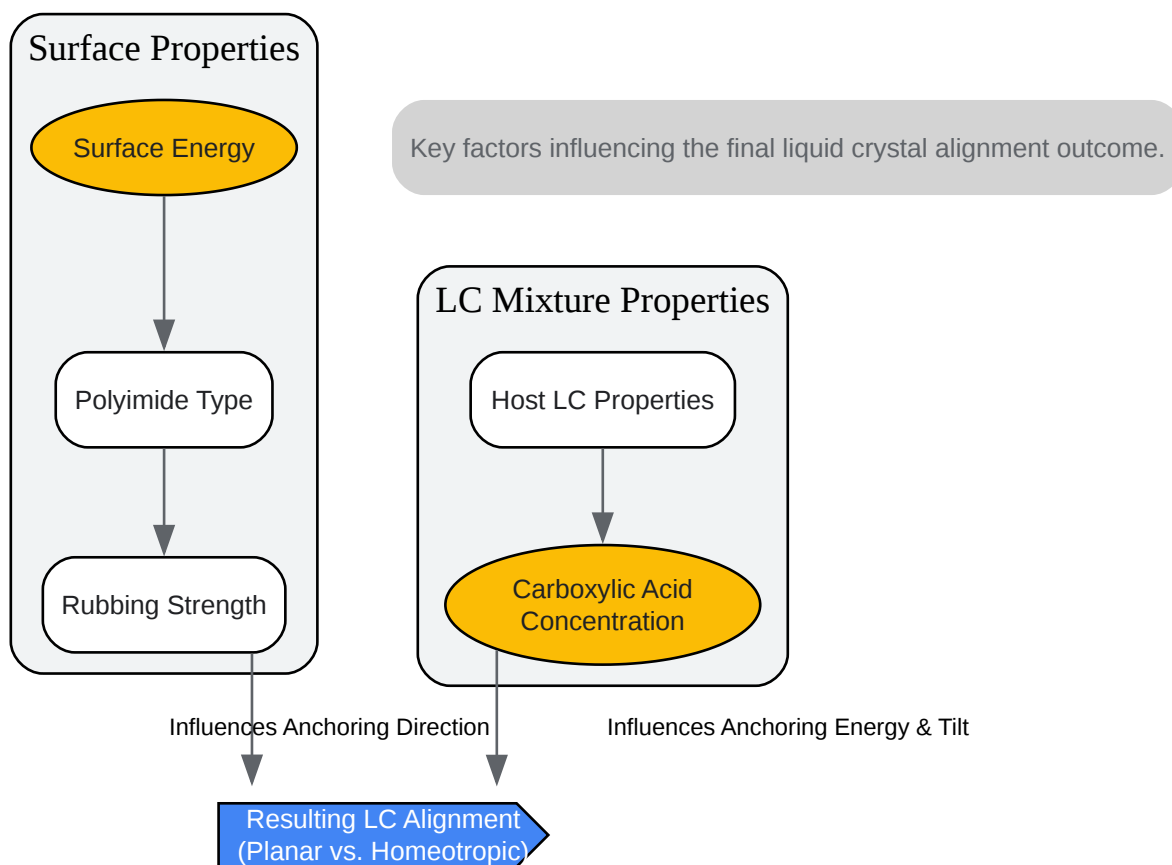 Surface Properties
Surface Energy
Key factors influencing the final liquid crystal alignment outcome.
LC Mixture Properties
Polyimide Type
Host LC Properties
Rubbing Strength
Carboxylic Acid
Concentration
Influences Anchoring Direction
Influences Anchoring Energy & Tilt
Resulting LC Alignment
(Planar vs. Homeotropic)